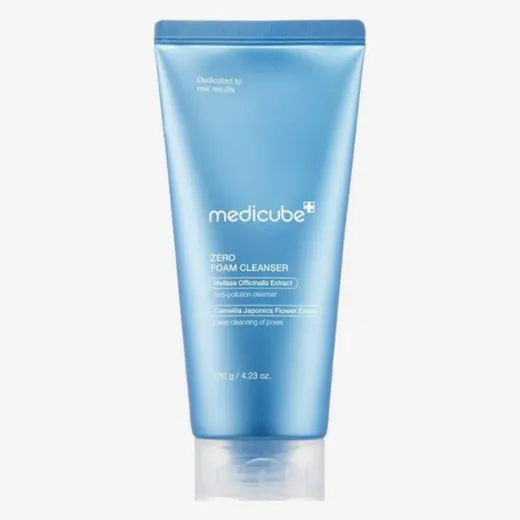 Dedicated to
real results
medicube
ZERO
FOAM CLEANSER
Melissa Officinalis Extract
Anti-pollution cleanser
Camellia Japonica Flower
Deep cleansing of pores
g / 4.23 oz.